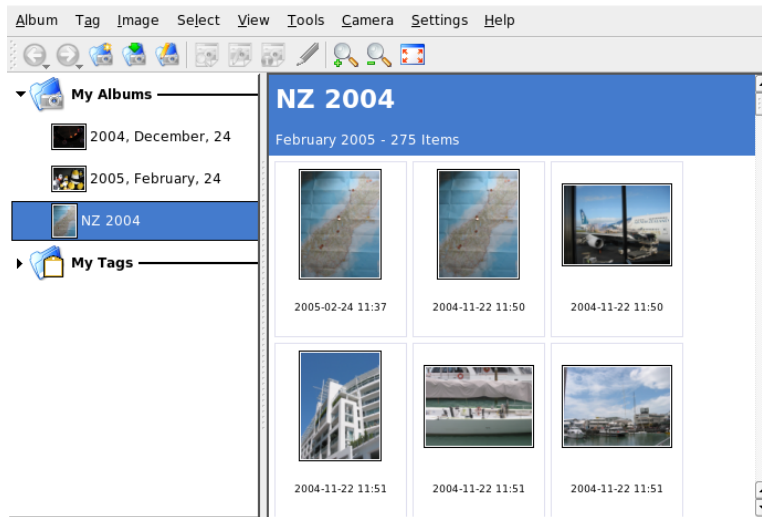 Album Tag Image Select View Tools Camera Settings Help
My Albums
2004, December, 24
2005, February, 24
NZ 2004
My Tags
NZ 2004
February 2005 - 275 Items
2005-02-24 11:37 2004-11-22 11:50 2004-11-22 11:50
2004-11-22 11:51 2004-11-22 11:51 2004-11-22 11:51